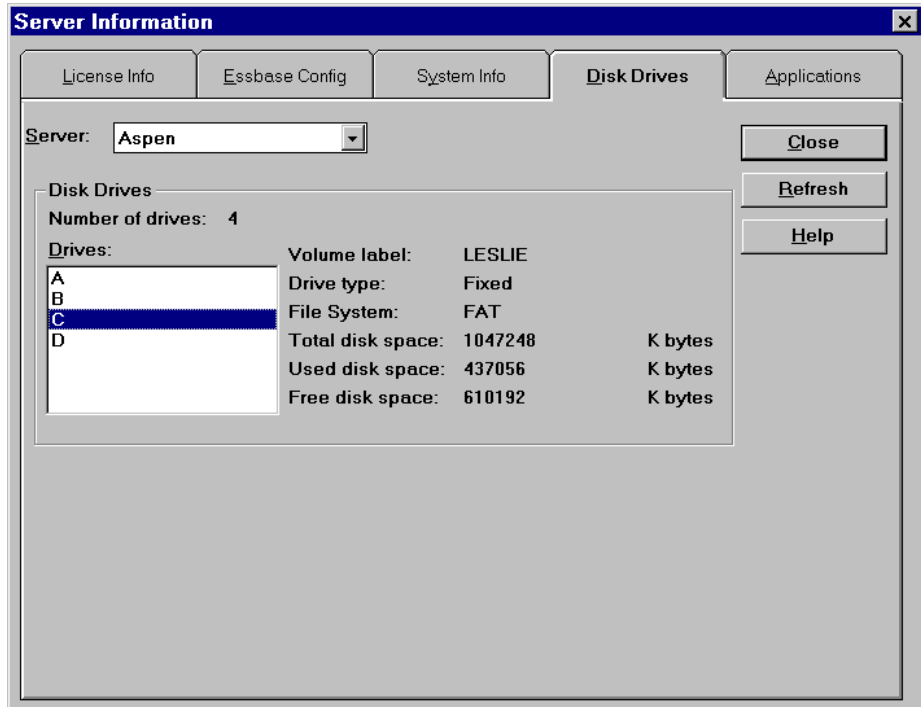 Server Information
License Info Essbase Config System Info Disk Drives Applications
Server: Aspen
Close
Disk Drives
Refresh
Number of drives: 4
Help
Drives:
A
B
C
D
Volume label: LESLIE
Drive type: Fixed
File System: FAT
Total disk space: 1047248 K bytes
Used disk space: 437056 K bytes
Free disk space: 610192 K bytes